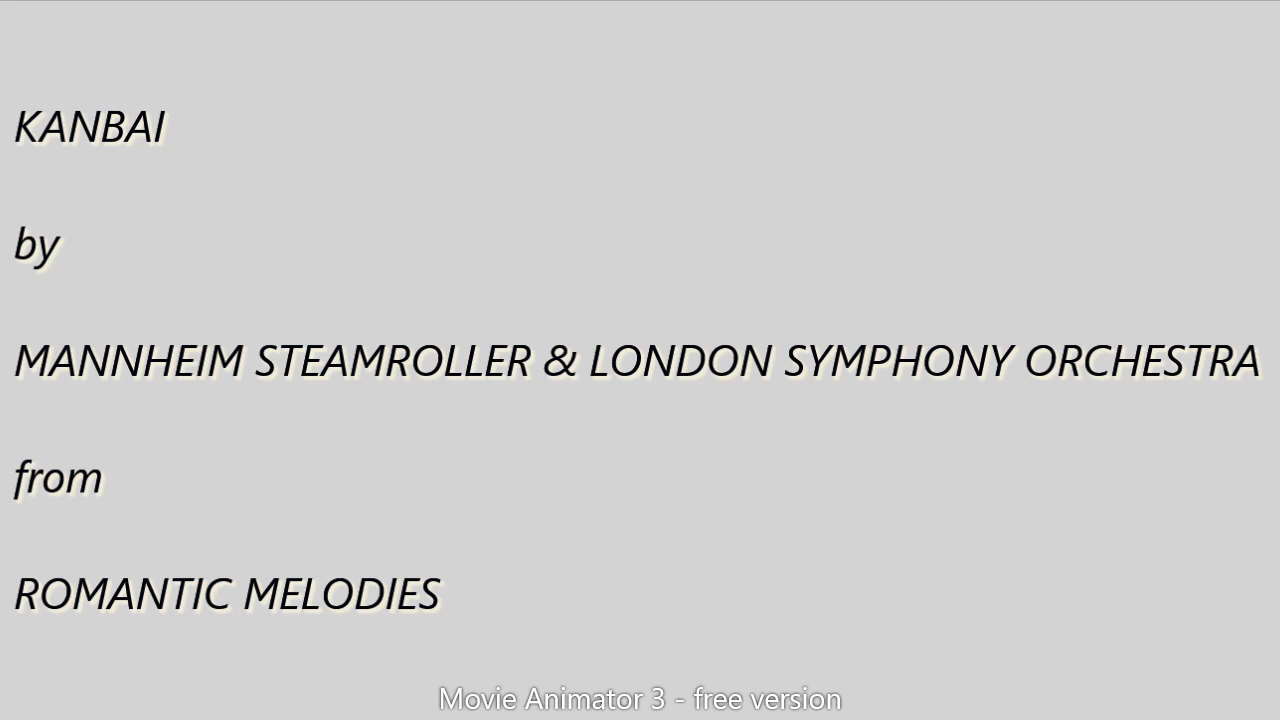 KANBAI
by
MANNHEIM STEAMROLLER & LONDON SYMPHONY ORCHESTRA
from
ROMANTIC MELODIES
Movie Animator 3 - free version